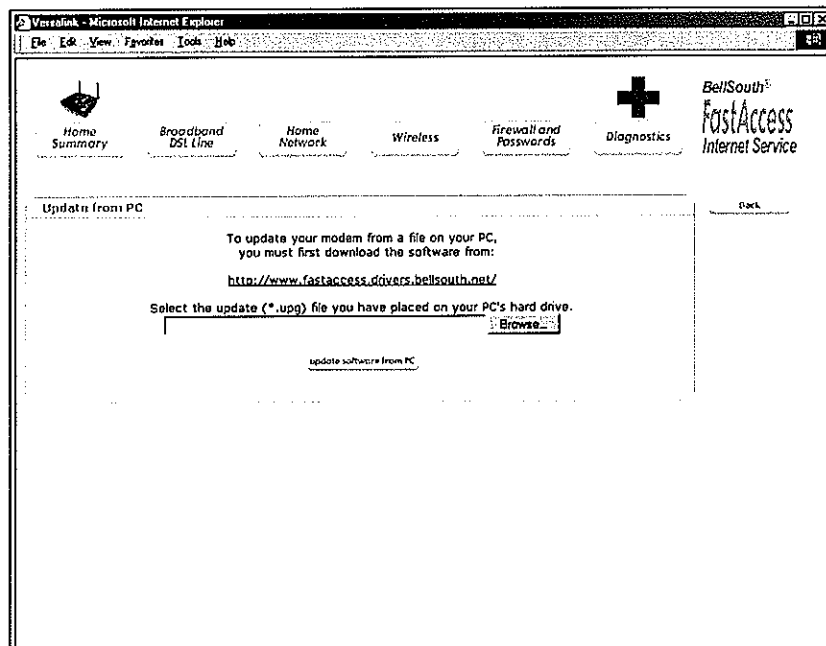 Versalink - Microsoft Internet Explorer
File Edit View Favorites Tools Help
Home Summary
Broadband DSL Line
Home Network
Wireless
Firewall and Passwords
Diagnostics
BellSouth®
FastAccess
Internet Service
Update from PC
Back
To update your modem from a file on your PC,
you must first download the software from:
http://www.fastaccess.drivers.bellsouth.net/
Select the update (*.upg) file you have placed on your PC's hard drive.
Browse...
update software from PC